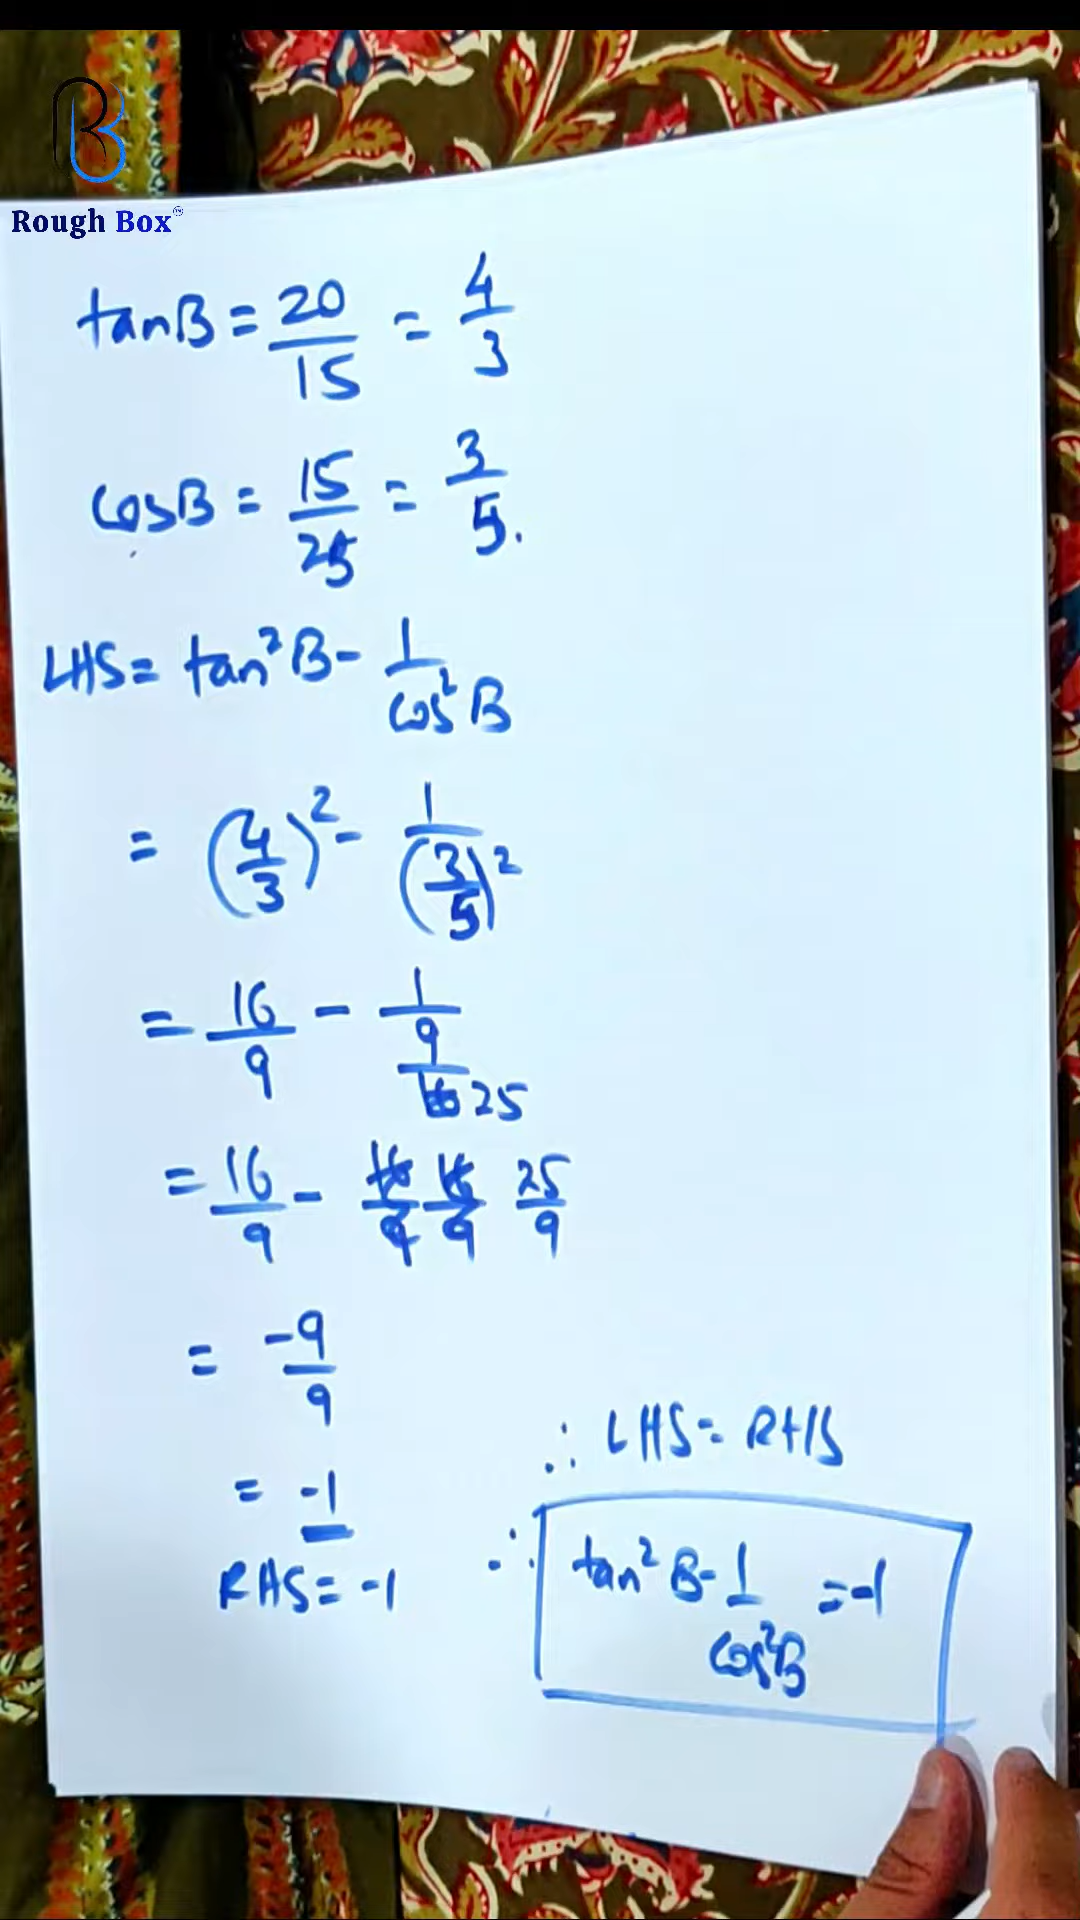 Rough Box™
tanB = 20/15 = 4/3
cosB = 15/25 = 3/5.
LHS = tan²B - 1/cos²B
= (4/3)² - 1/(3/5)²
= 16/9 - 1/(9/25)
= 16/9 - 25/9
= -9/9
= -1
RHS = -1
∴ LHS = RHS
∴ tan²B - 1/cos²B = -1